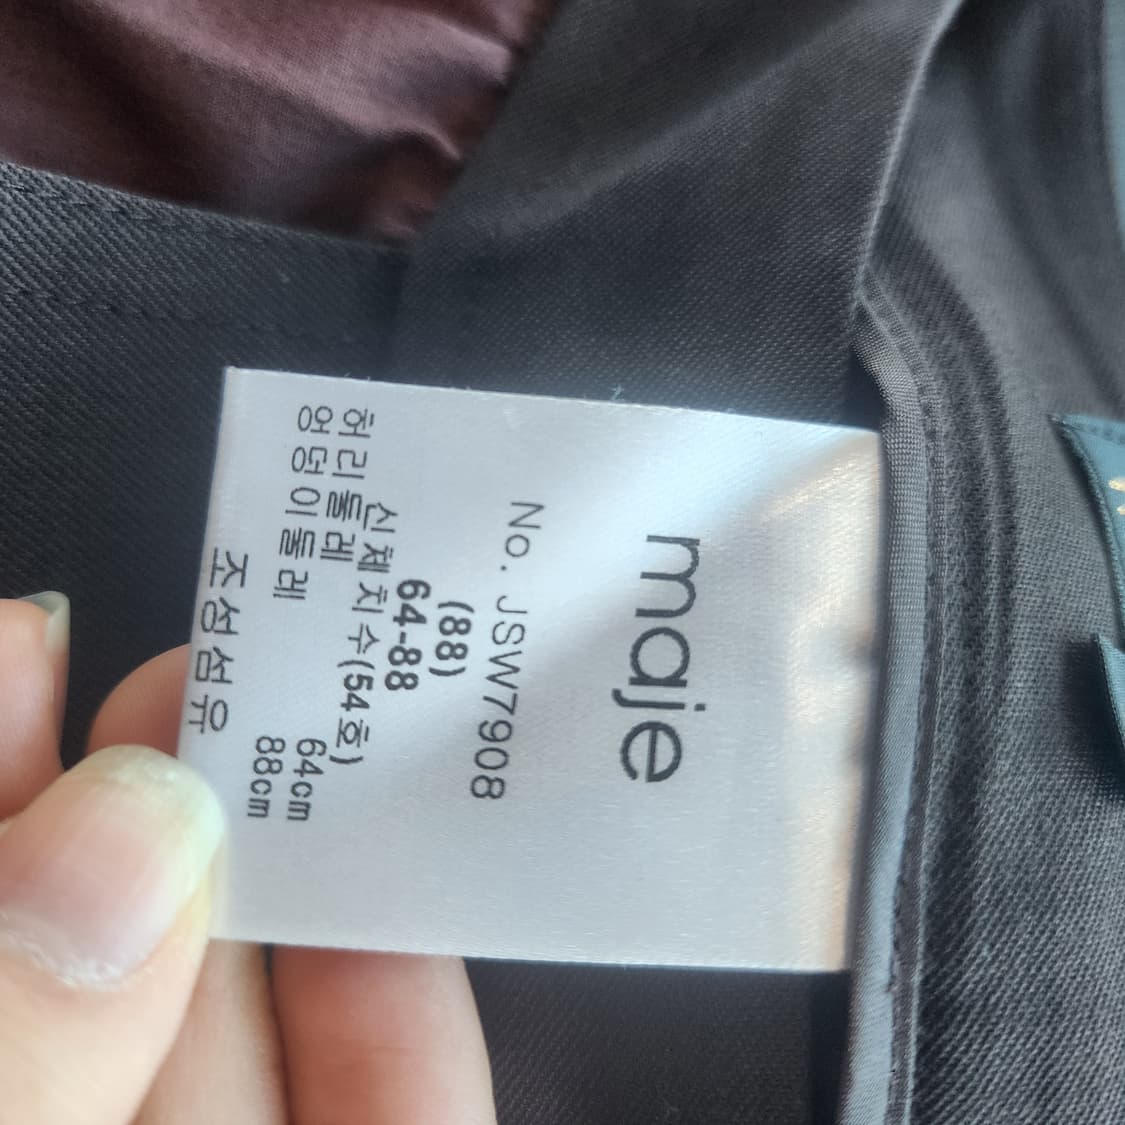 maje
No. JSW7908
(88)
64-88
신체치수(54호)
허리둘레 64cm
엉덩이둘레 88cm
조성섬유